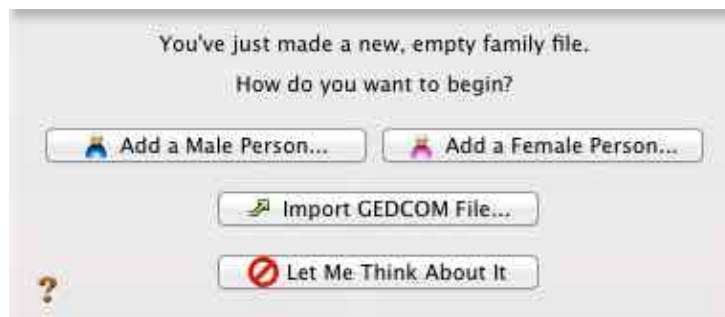 You've just made a new, empty family file.
How do you want to begin?
Add a Male Person...
Add a Female Person...
Import GEDCOM File...
Let Me Think About It
?